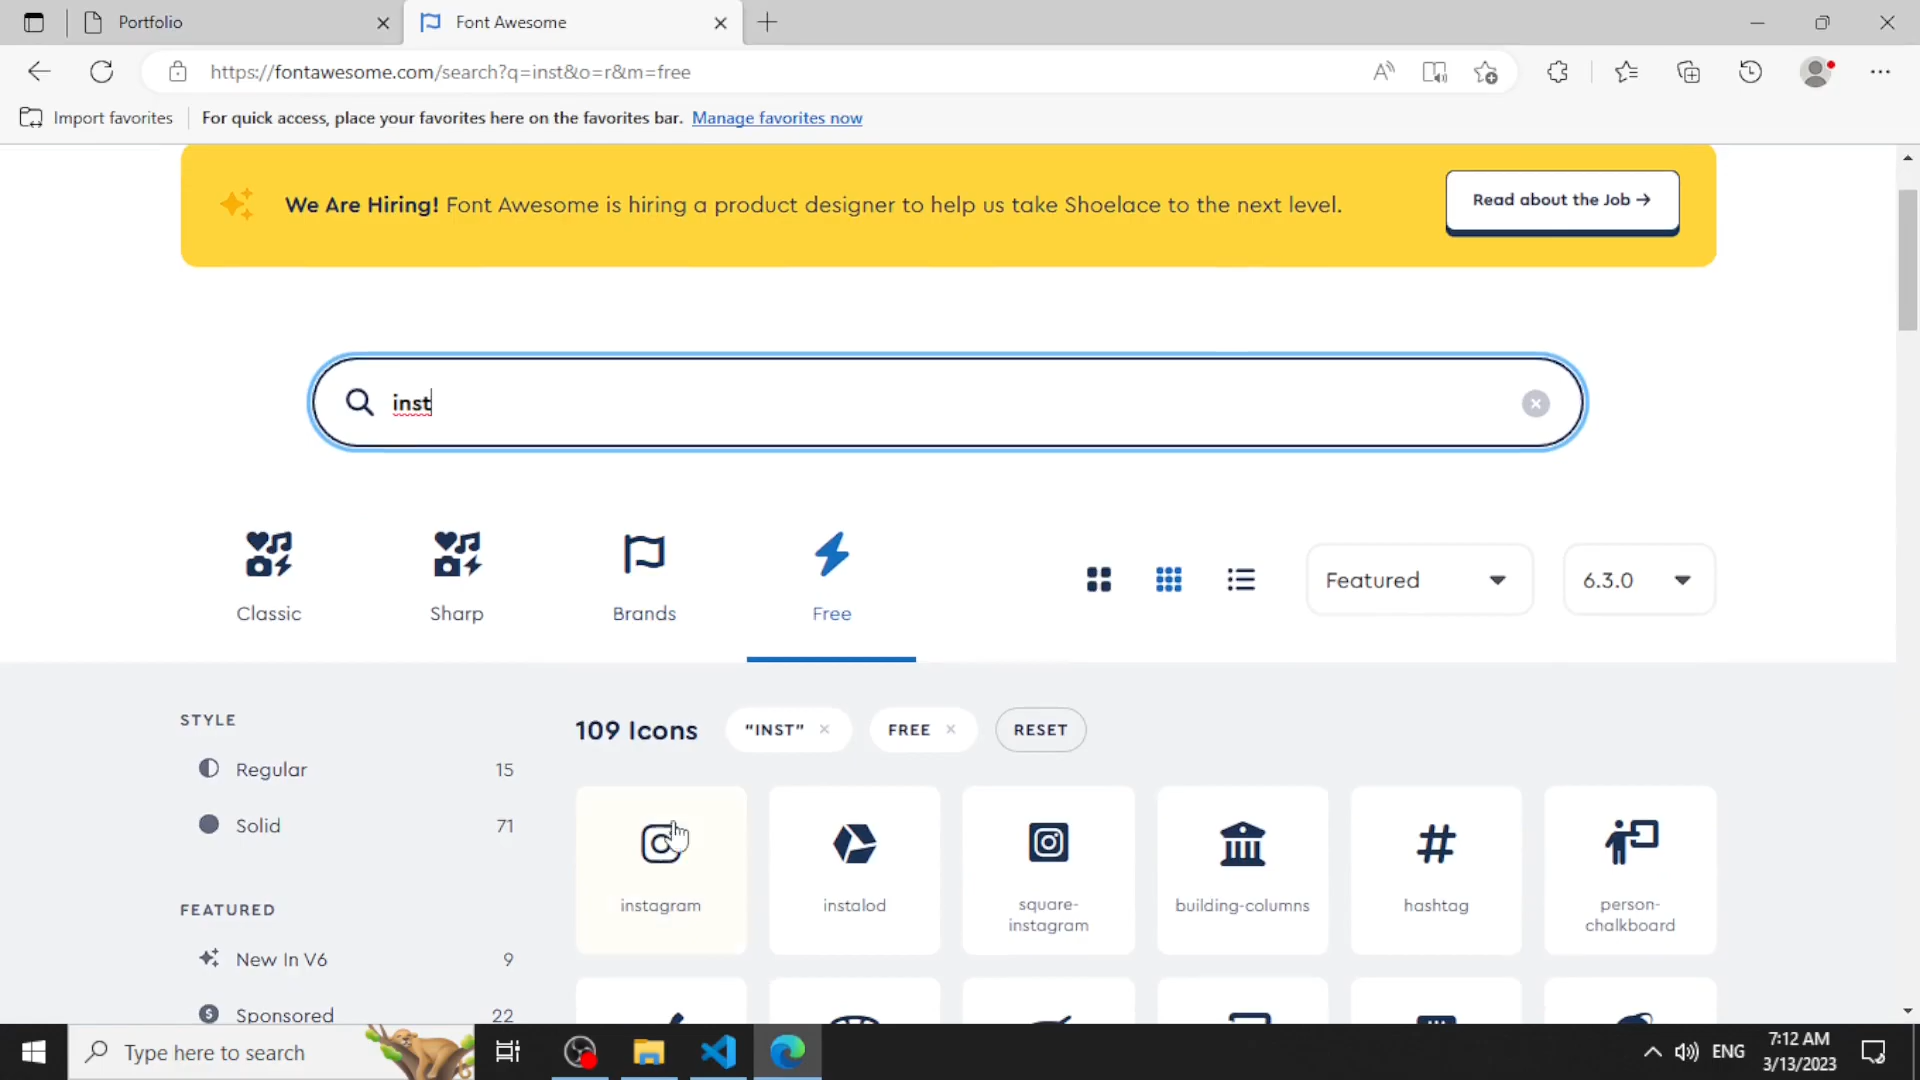 Portfolio
Font Awesome
https://fontawesome.com/search?q=inst&o=r&m=free
Import favorites
For quick access, place your favorites here on the favorites bar. Manage favorites now
We Are Hiring! Font Awesome is hiring a product designer to help us take Shoelace to the next level.
Read about the Job →
inst
Classic
Sharp
Brands
Free
Featured
6.3.0
STYLE
Regular 15
Solid 71
FEATURED
New In V6 9
Sponsored 22
109 Icons
"INST" ×
FREE ×
RESET
instagram
instalod
square-
instagram
building-columns
hashtag
person-
chalkboard
Type here to search
ENG
7:12 AM
3/13/2023